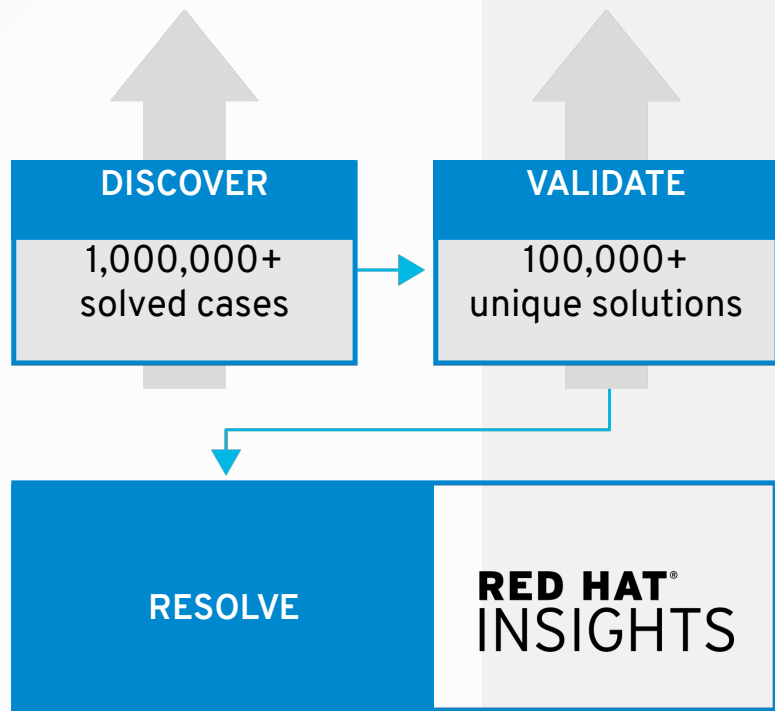 DISCOVER
1,000,000+
solved cases
VALIDATE
100,000+
unique solutions
RESOLVE
RED HAT®
INSIGHTS